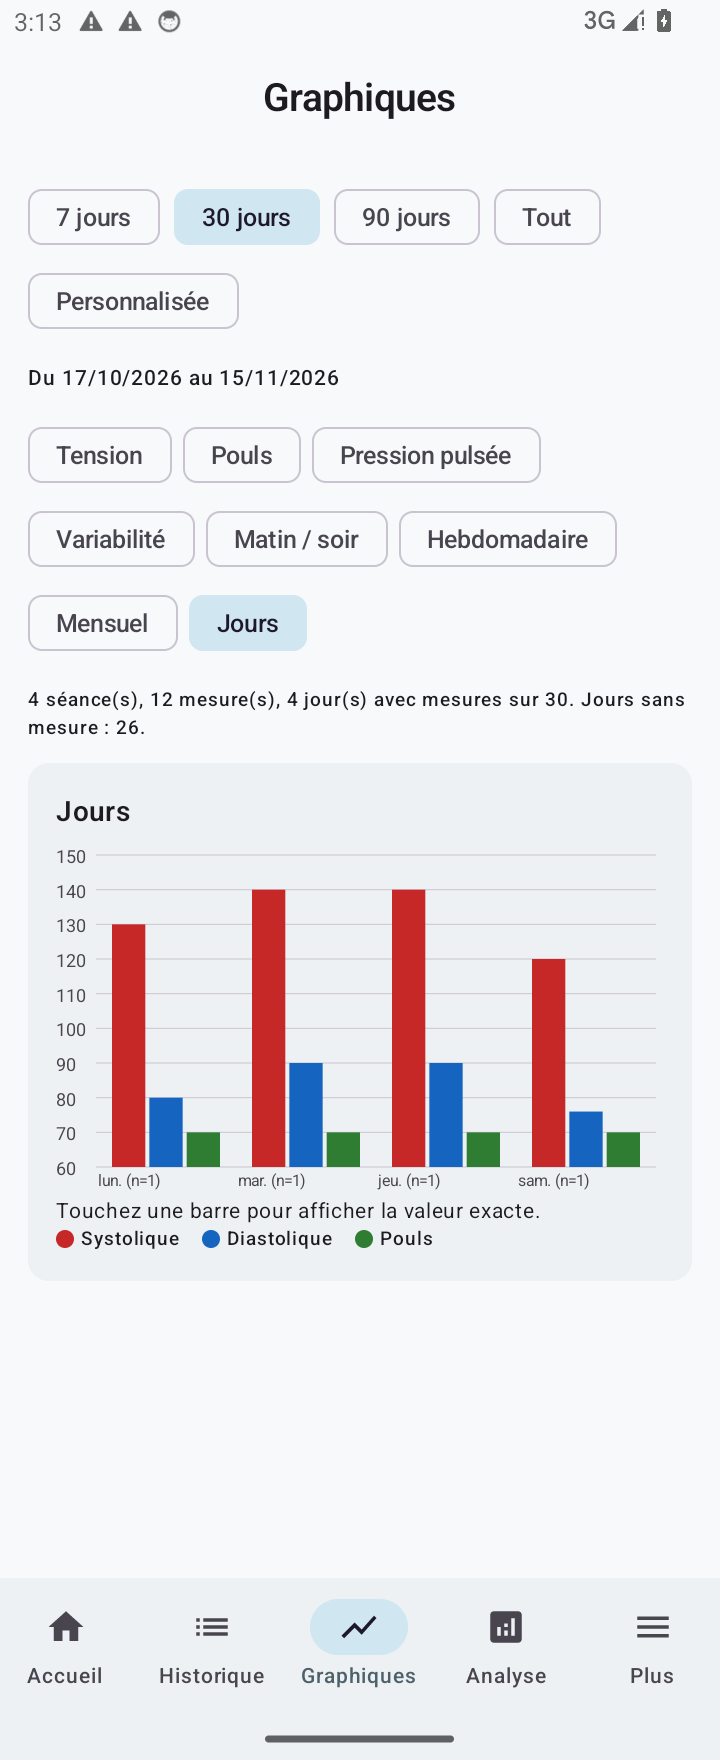 3:13
3G
Graphiques
7 jours
30 jours
90 jours
Tout
Personnalisée
Du 17/10/2026 au 15/11/2026
Tension
Pouls
Pression pulsée
Variabilité
Matin / soir
Hebdomadaire
Mensuel
Jours
4 séance(s), 12 mesure(s), 4 jour(s) avec mesures sur 30. Jours sans
mesure : 26.
Jours
150
140
130
120
110
100
90
80
70
60
lun. (n=1)
mar. (n=1)
jeu. (n=1)
sam. (n=1)
Touchez une barre pour afficher la valeur exacte.
Systolique
Diastolique
Pouls
Accueil
Historique
Graphiques
Analyse
Plus